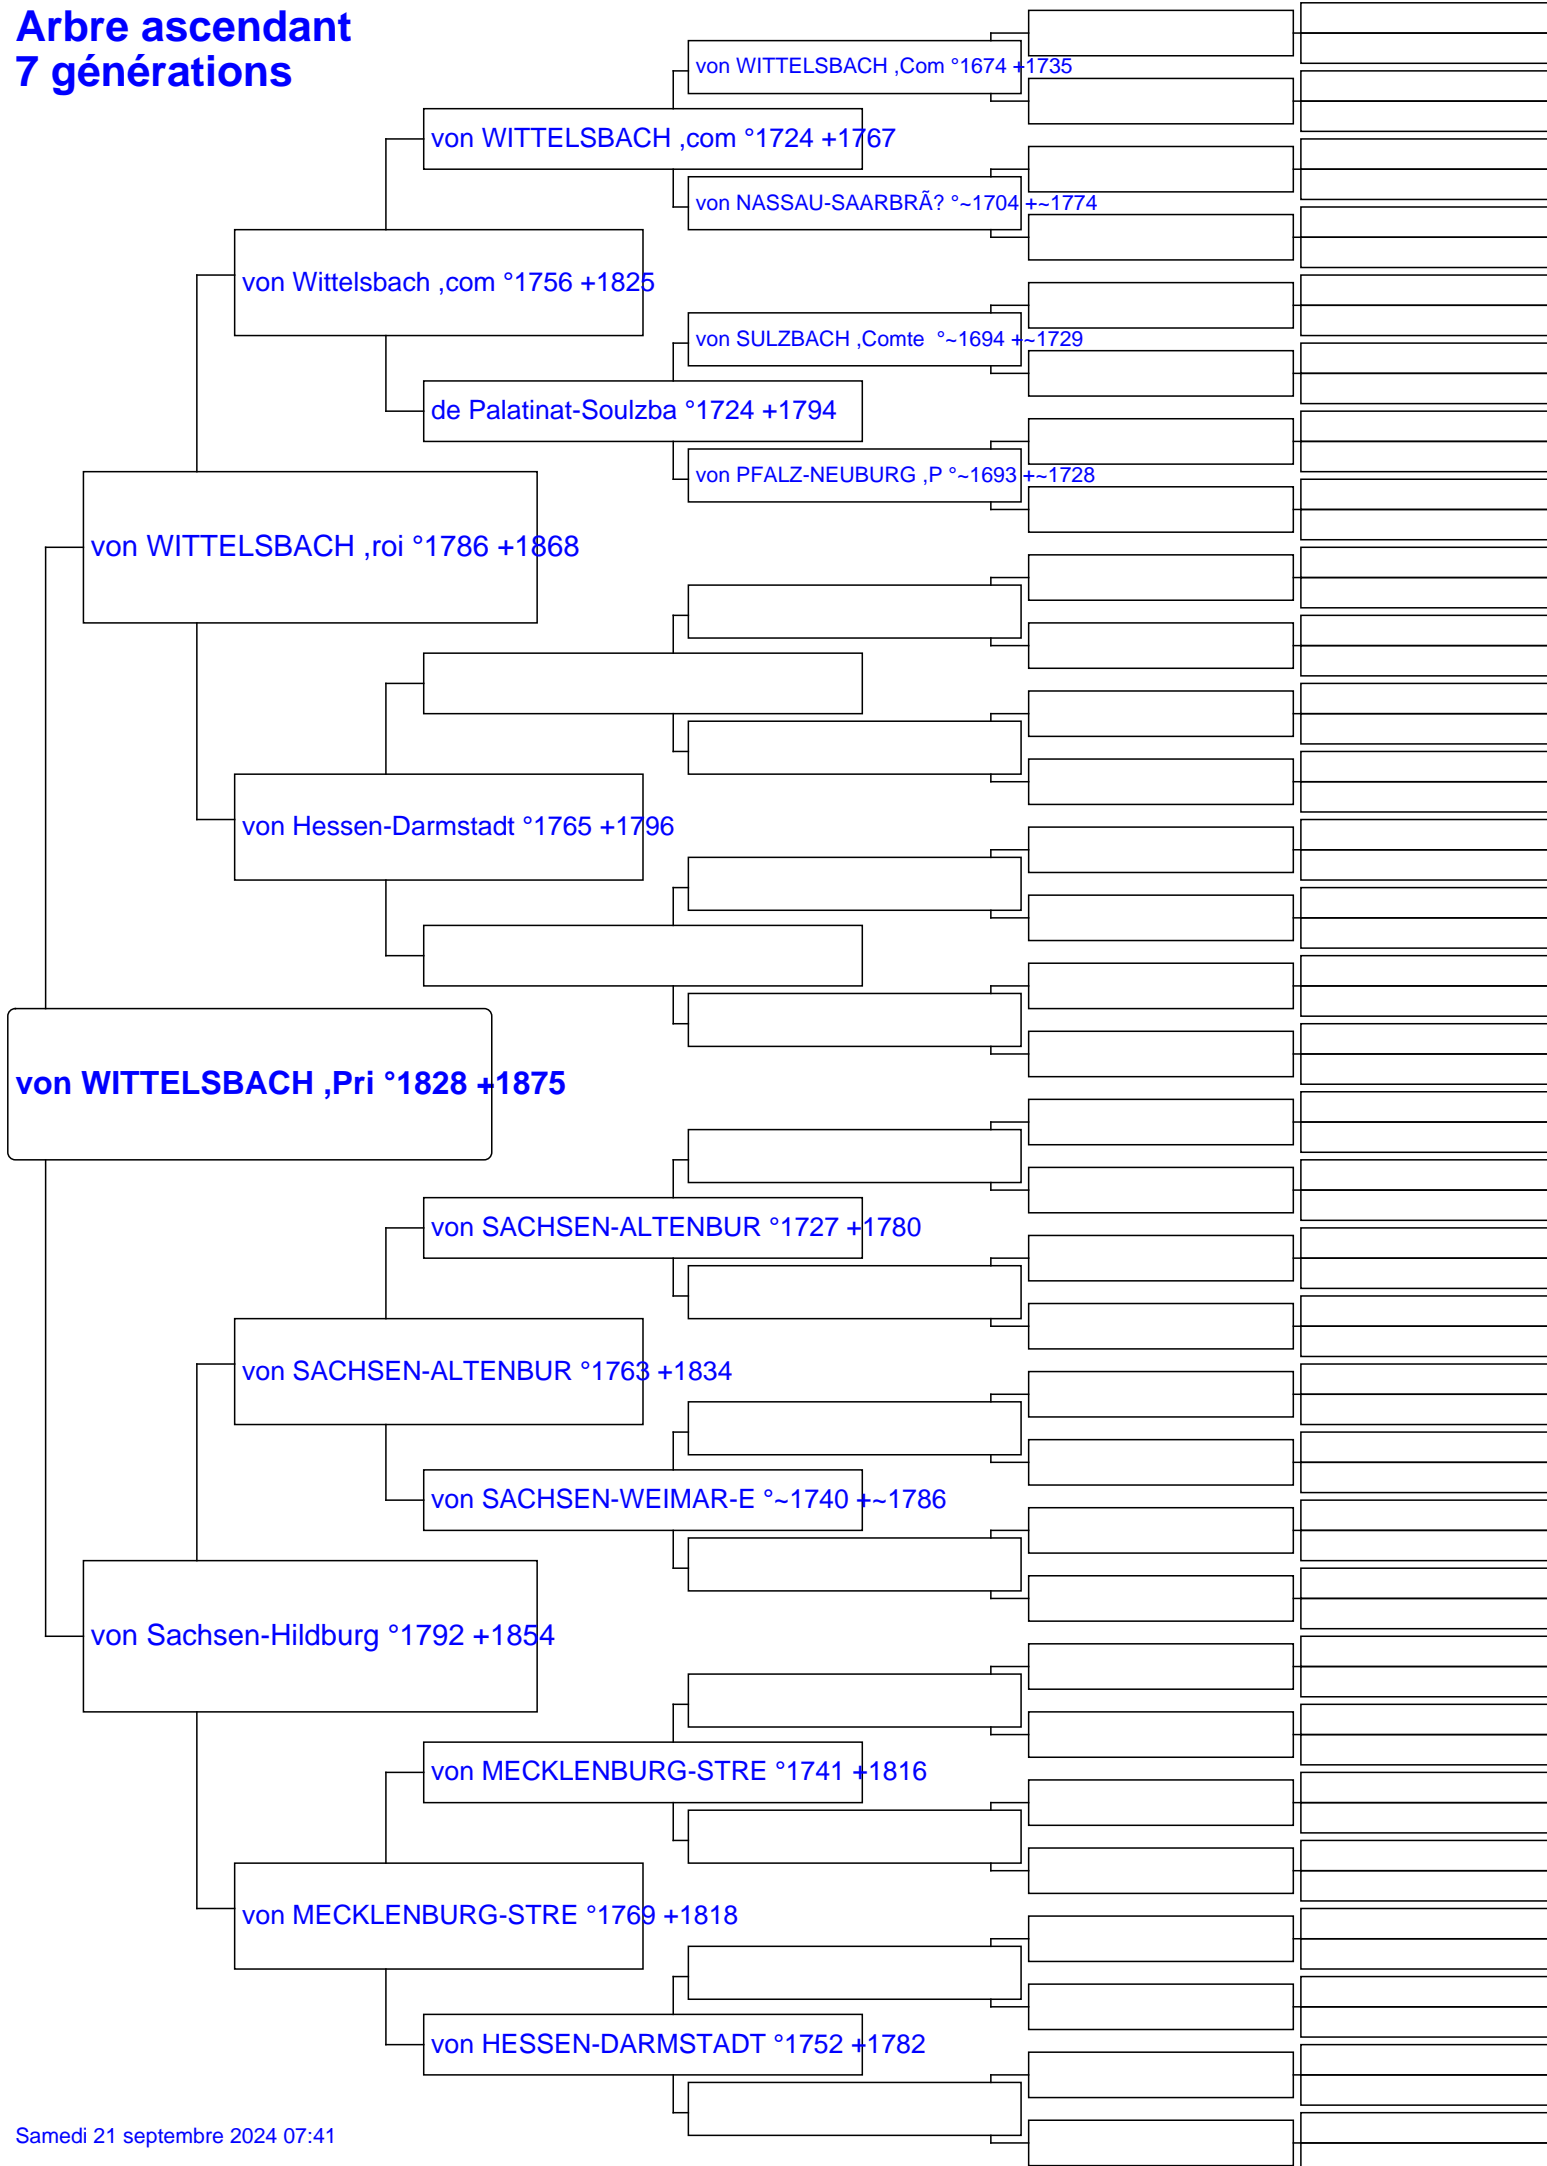 Arbre ascendant
7 générations
von WITTELSBACH ,Com °1674 +1735
von WITTELSBACH ,com °1724 +1767
von NASSAU-SAARBRÃ? °~1704 +~1774
von Wittelsbach ,com °1756 +1825
von SULZBACH ,Comte  °~1694 +~1729
de Palatinat-Soulzba °1724 +1794
von PFALZ-NEUBURG ,P °~1693 +~1728
von WITTELSBACH ,roi °1786 +1868
von Hessen-Darmstadt °1765 +1796
von WITTELSBACH ,Pri °1828 +1875
von SACHSEN-ALTENBUR °1727 +1780
von SACHSEN-ALTENBUR °1763 +1834
von SACHSEN-WEIMAR-E °~1740 +~1786
von Sachsen-Hildburg °1792 +1854
von MECKLENBURG-STRE °1741 +1816
von MECKLENBURG-STRE °1769 +1818
von HESSEN-DARMSTADT °1752 +1782
Samedi 21 septembre 2024 07:41